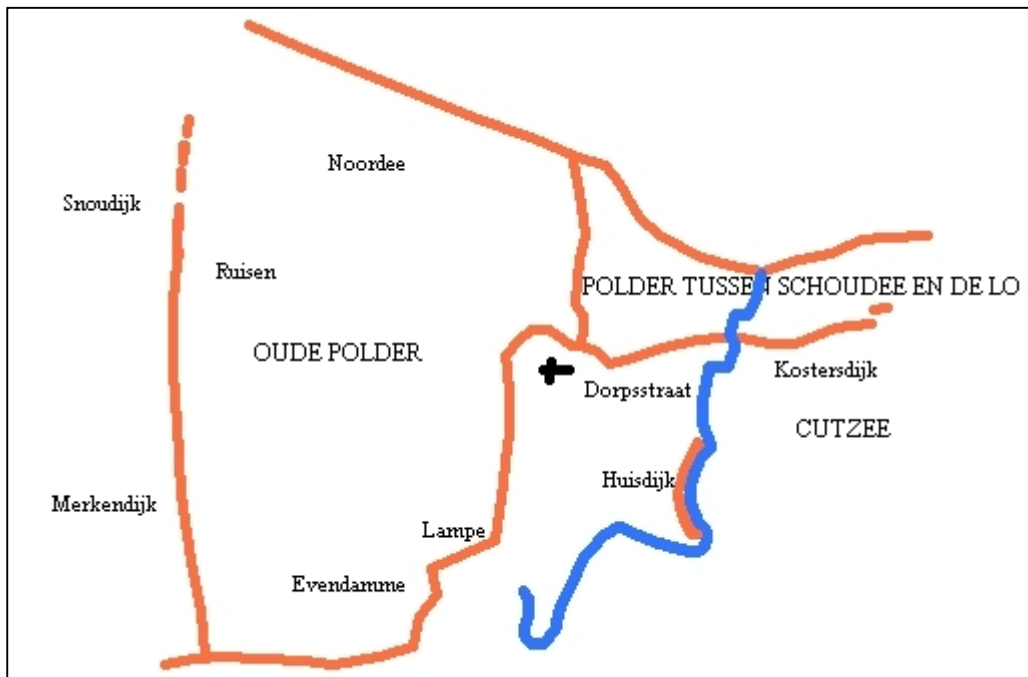 Noordee
Snoudijk
Ruisen
POLDER TUSSEN SCHOUDEE EN DE LO
OUDE POLDER
Kostersdijk
Dorpsstraat
CUTZEE
Huisdijk
Merkendijk
Lampe
Evendamme